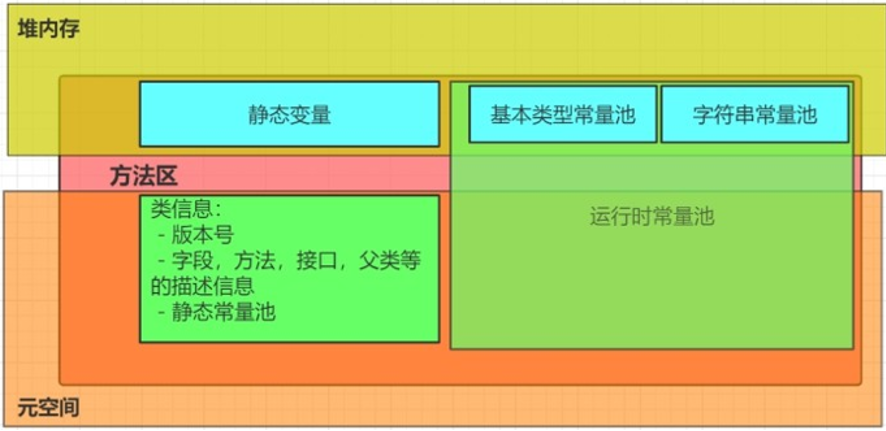 堆内存
静态变量
基本类型常量池
字符串常量池
方法区
类信息：
- 版本号
- 字段，方法，接口，父类等
的描述信息
- 静态常量池
运行时常量池
元空间